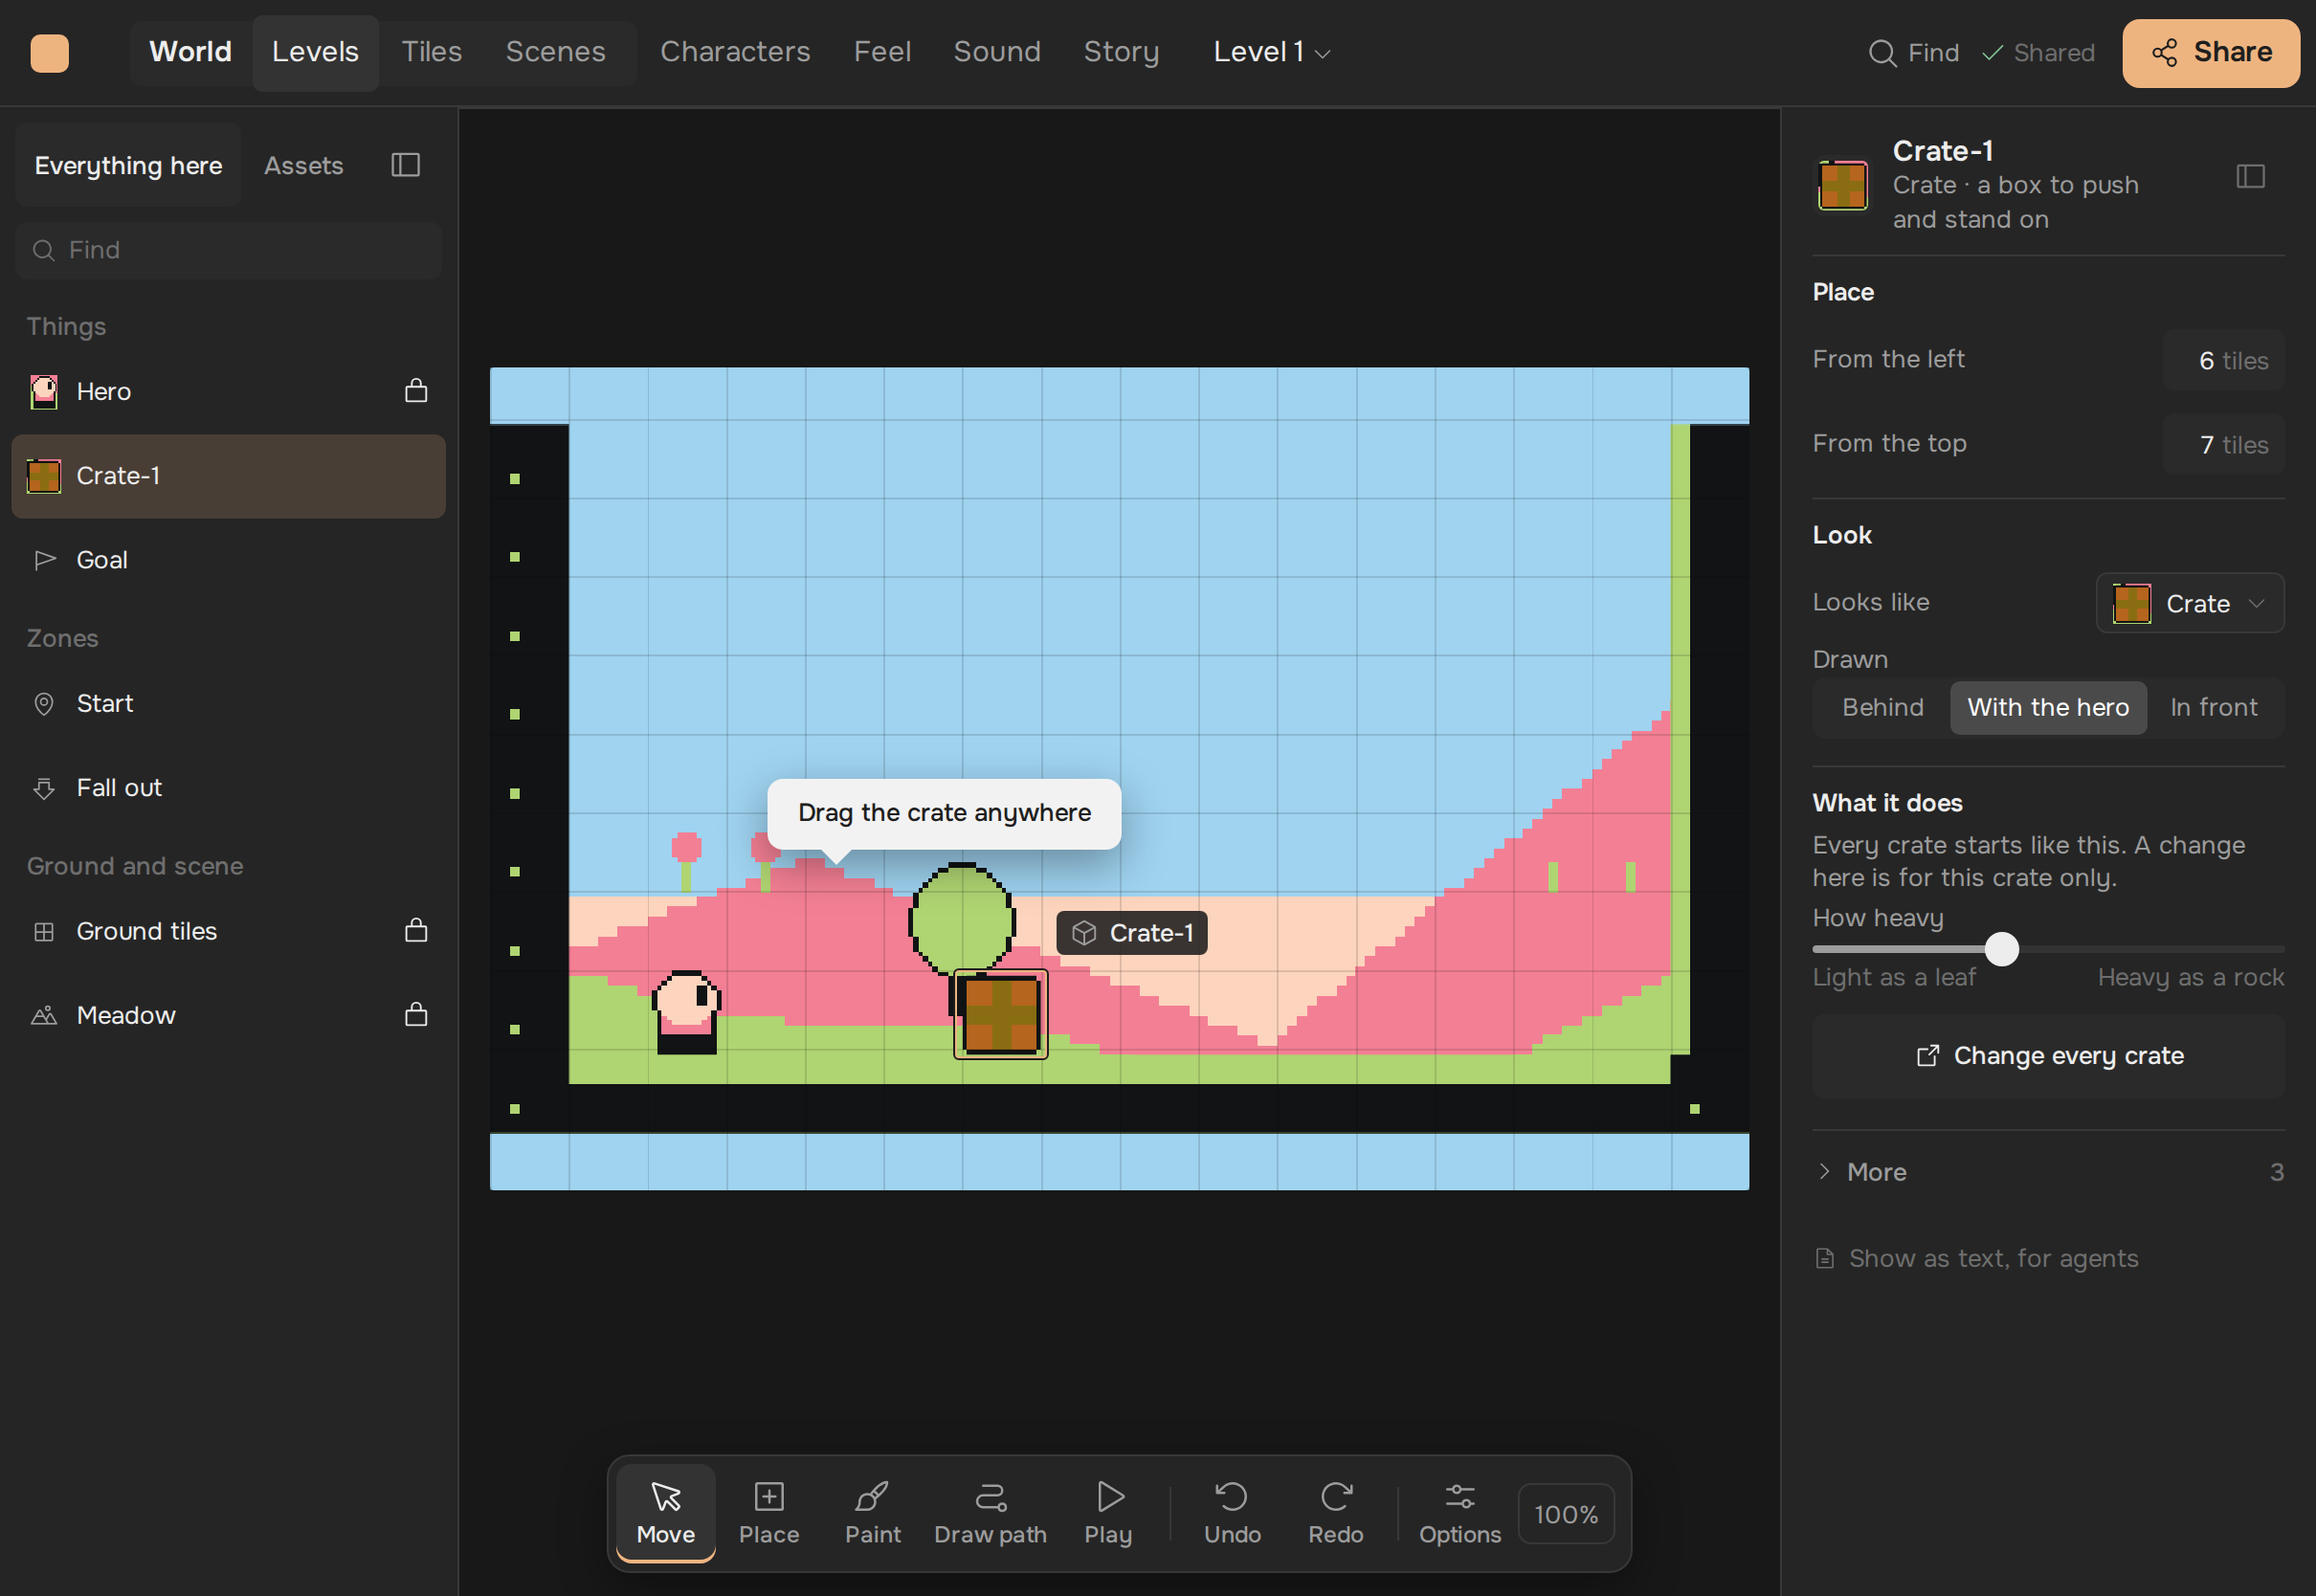 World
Levels
Tiles
Scenes
Characters
Feel
Sound
Story
Level 1
Find
Shared
Share
Everything here
Assets
Find
Things
Hero
Crate-1
Goal
Zones
Start
Fall out
Ground and scene
Ground tiles
Meadow
Drag the crate anywhere
Crate-1
Move
Place
Paint
Draw path
Play
Undo
Redo
Options
100%
Crate-1
Crate · a box to push
and stand on
Place
From the left
6 tiles
From the top
7 tiles
Look
Looks like
Crate
Drawn
Behind
With the hero
In front
What it does
Every crate starts like this. A change
here is for this crate only.
How heavy
Light as a leaf
Heavy as a rock
Change every crate
More
3
Show as text, for agents